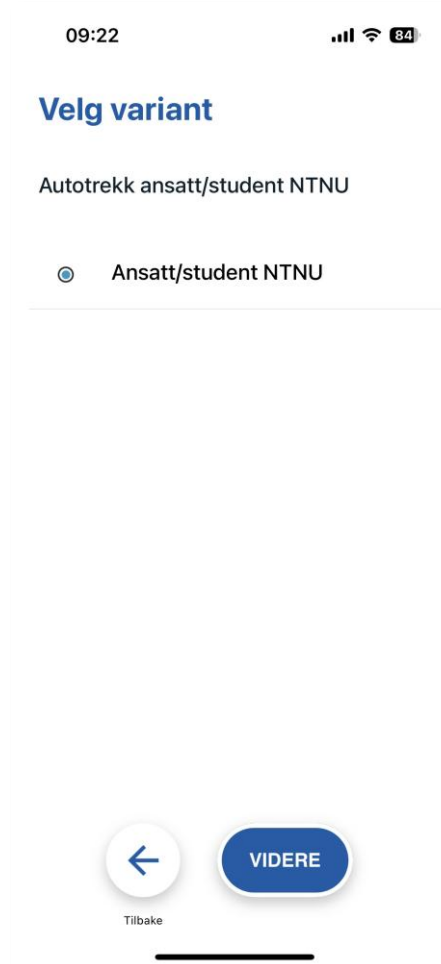 09:22
84
Velg variant
Autotrekk ansatt/student NTNU
Ansatt/student NTNU
VIDERE
Tilbake